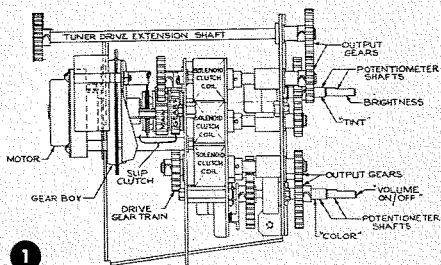 TUNER DRIVE EXTENSION SHAFT
OUTPUT
GEARS
POTENTIOMETER
SHAFTS
BRIGHTNESS
"TINT"
SOLENOID
CLUTCH
COIL
SOLENOID
CLUTCH
COIL
SOLENOID
CLUTCH
COIL
MOTOR
SLIP
CLUTCH
GEAR BOX
DRIVE
GEAR TRAIN
OUTPUT GEARS
"VOLUME
ON/OFF"
POTENTIOMETER
SHAFTS
"COLOR"
1